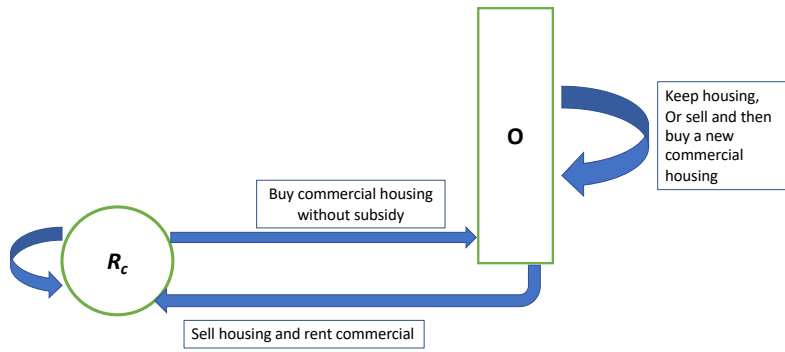 Keep housing,
Or sell and then
buy a new
commercial
housing
O
Buy commercial housing
without subsidy
Rc
Sell housing and rent commercial